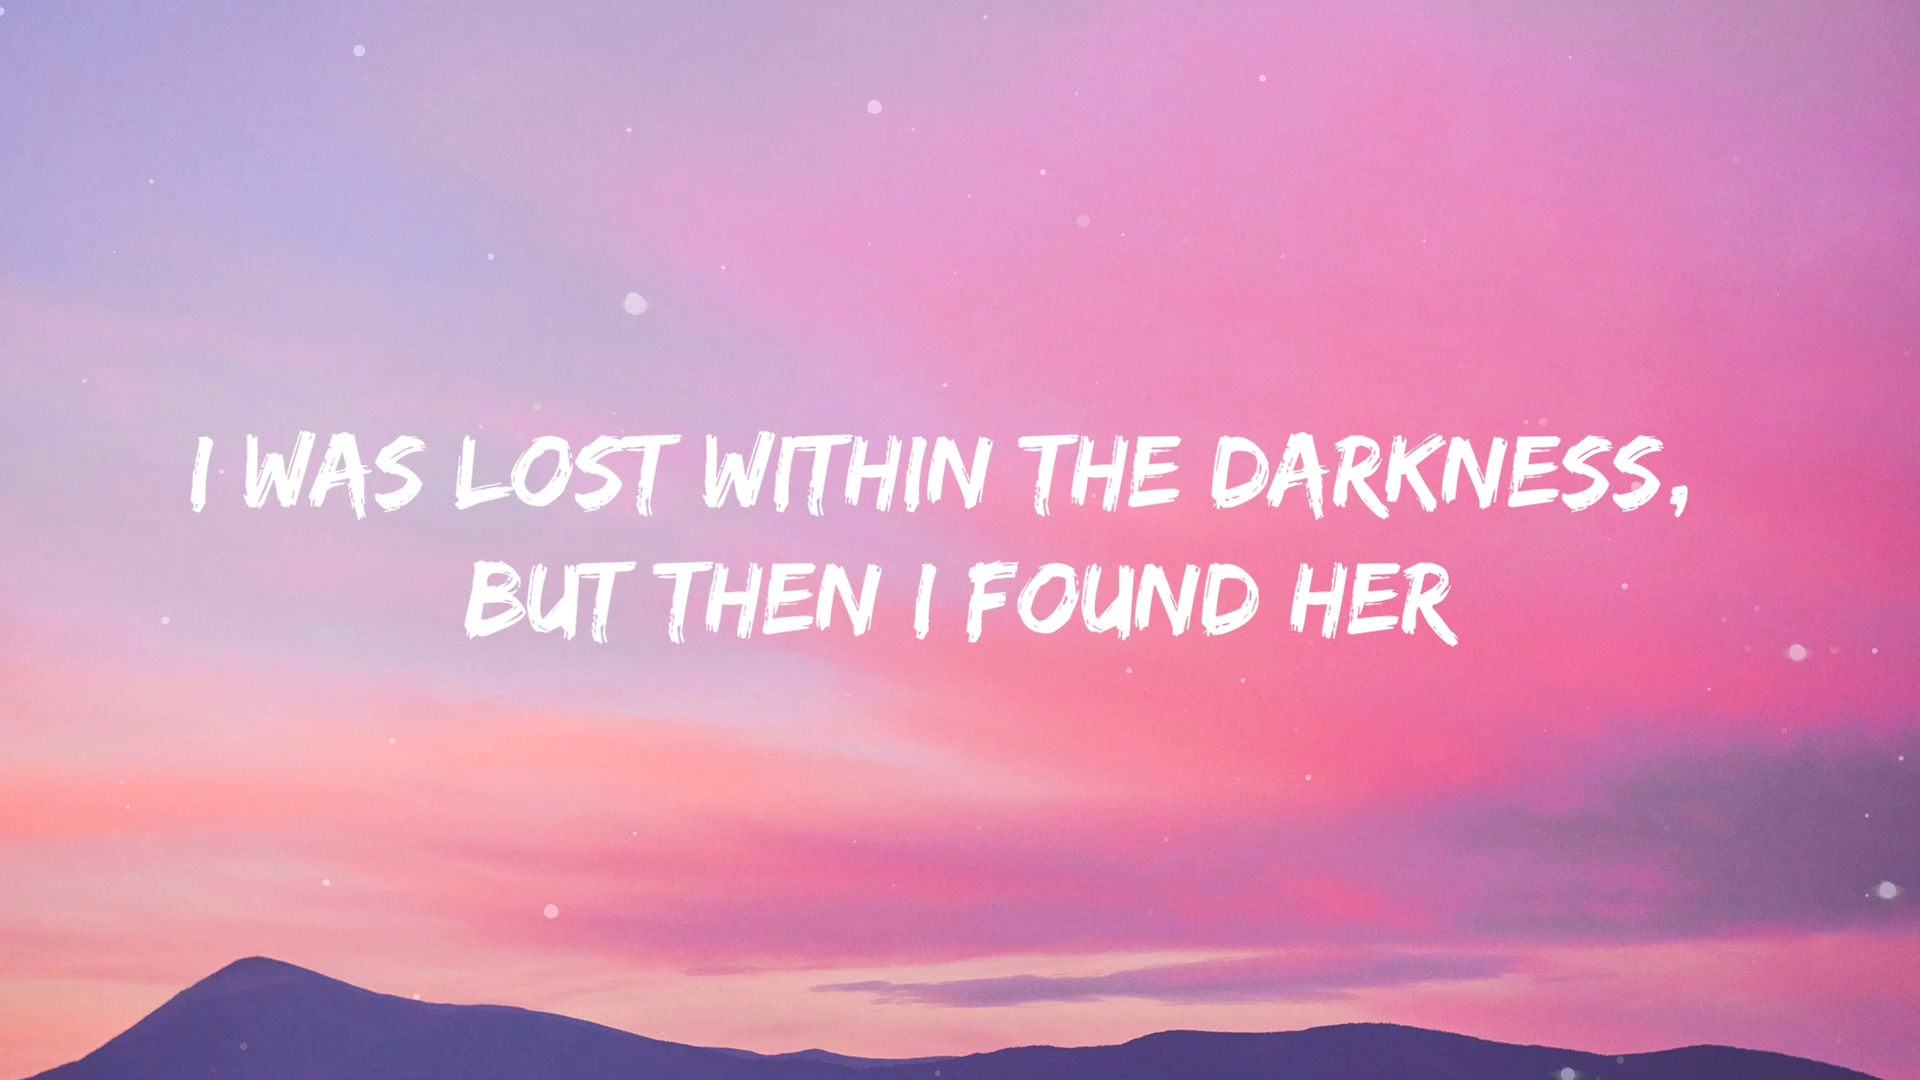 I WAS LOST WITHIN THE DARKNESS,
BUT THEN I FOUND HER